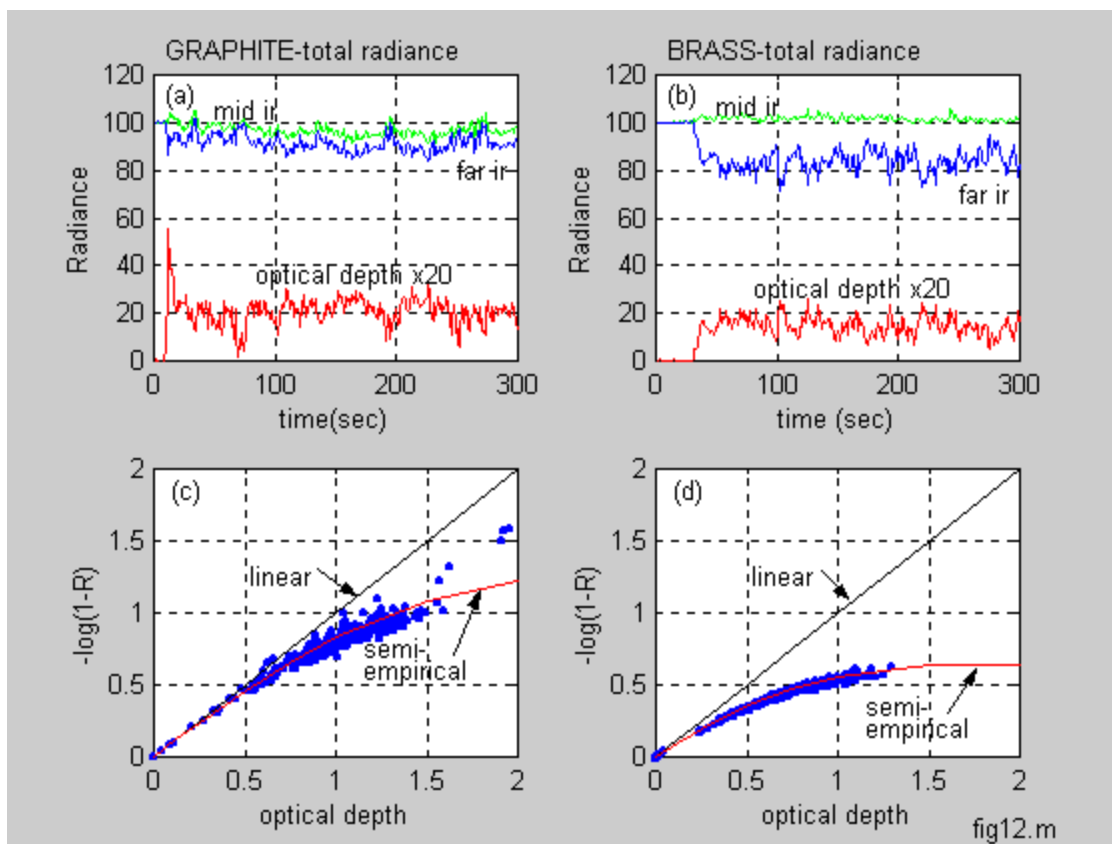 GRAPHITE-total radiance
120
100
80
60
40
20
0
Radiance
(a)
mid ir
far ir
optical depth x20
0
100
200
300
time(sec)
BRASS-total radiance
120
100
80
60
40
20
0
Radiance
(b)
mid ir
far ir
optical depth x20
0
100
200
300
time (sec)
2
1.5
1
0.5
0
-log(1-R)
(c)
linear
semi-
empirical
0
0.5
1
1.5
2
optical depth
2
1.5
1
0.5
0
-log(1-R)
(d)
linear
semi-
empirical
0
0.5
1
1.5
2
optical depth
fig12.m